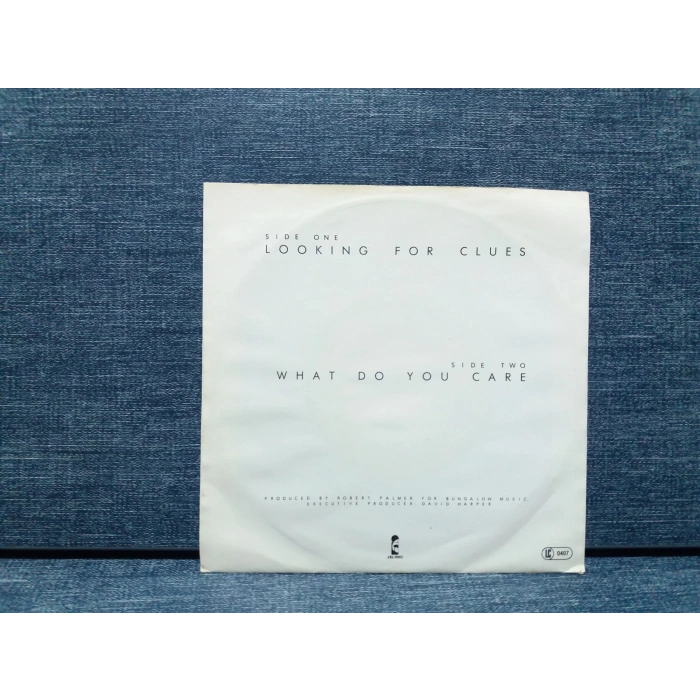 SIDE ONE
LOOKING FOR CLUES
SIDE TWO
WHAT DO YOU CARE
PRODUCED BY ROBERT PALMER FOR BUNGALOW MUSIC
EXECUTIVE PRODUCER DAVID HARPER
LC 0407